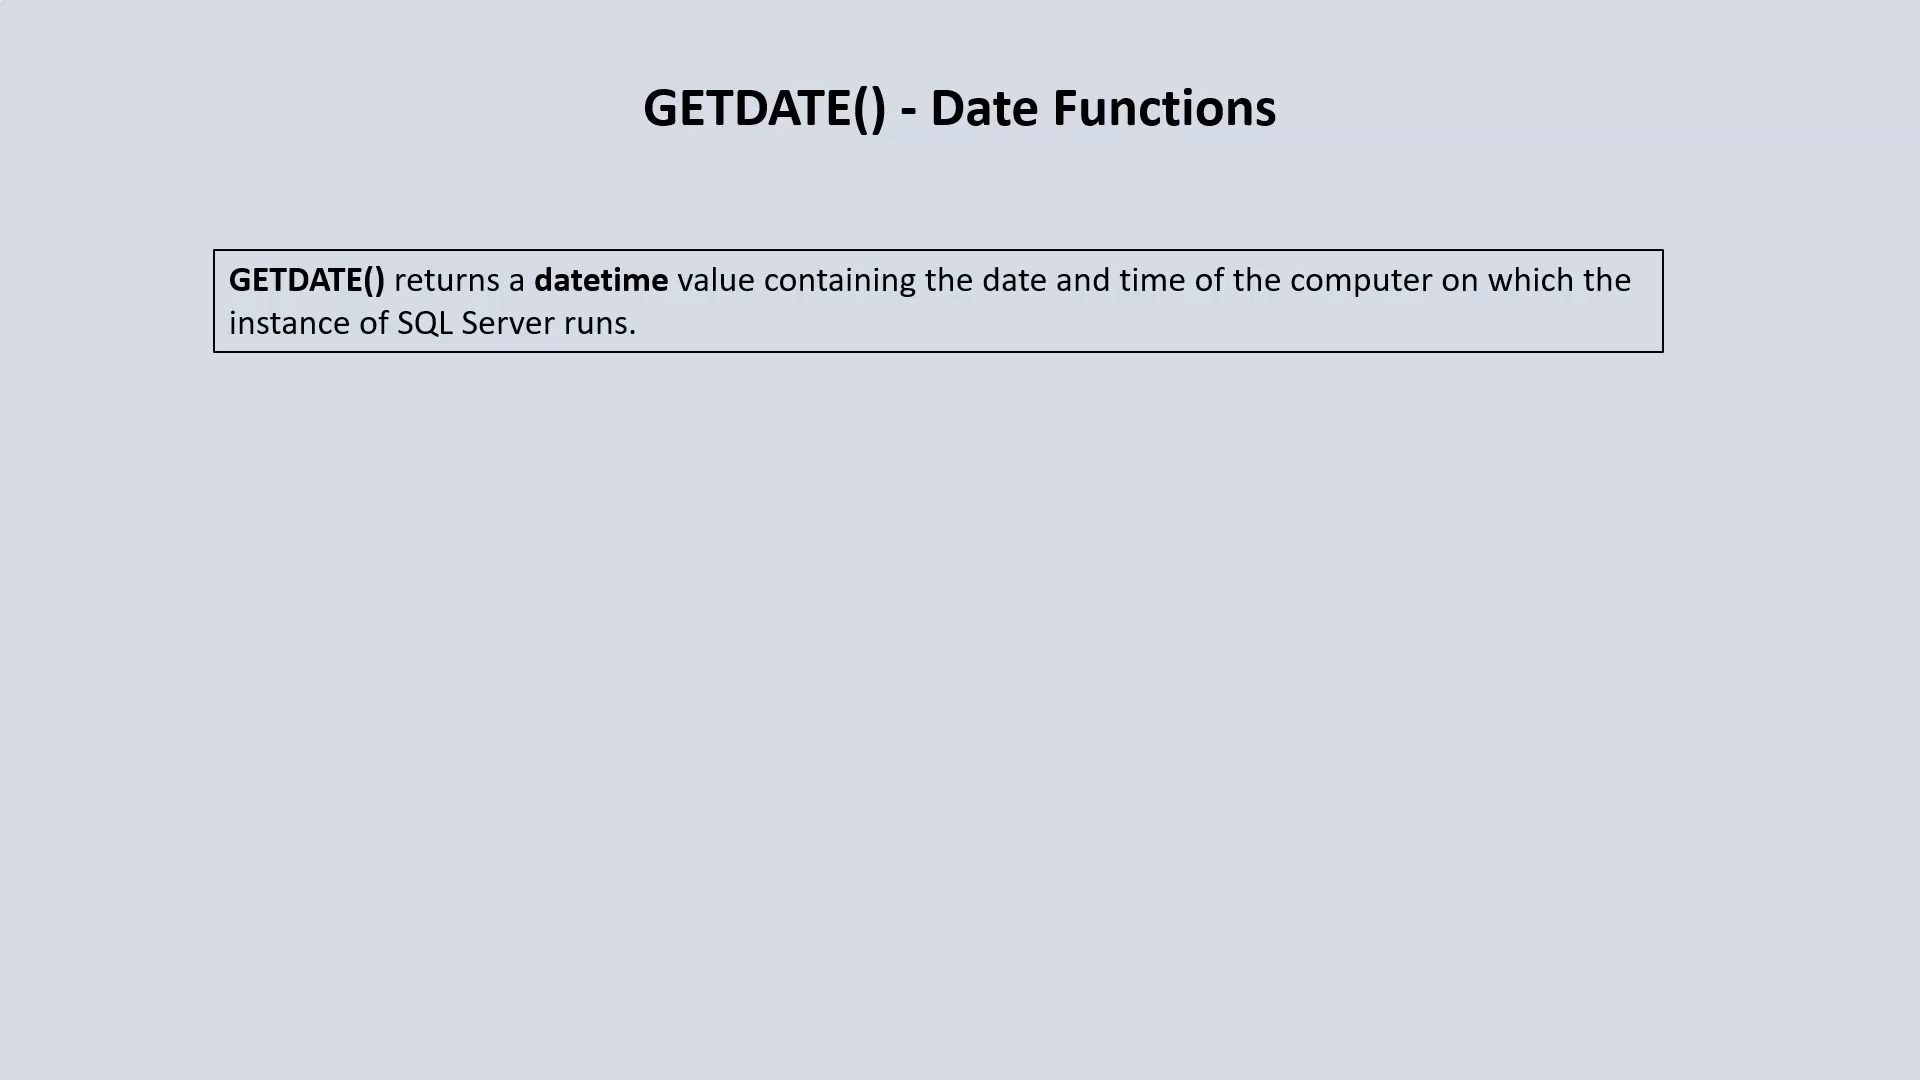 GETDATE() - Date Functions
GETDATE() returns a datetime value containing the date and time of the computer on which the
instance of SQL Server runs.